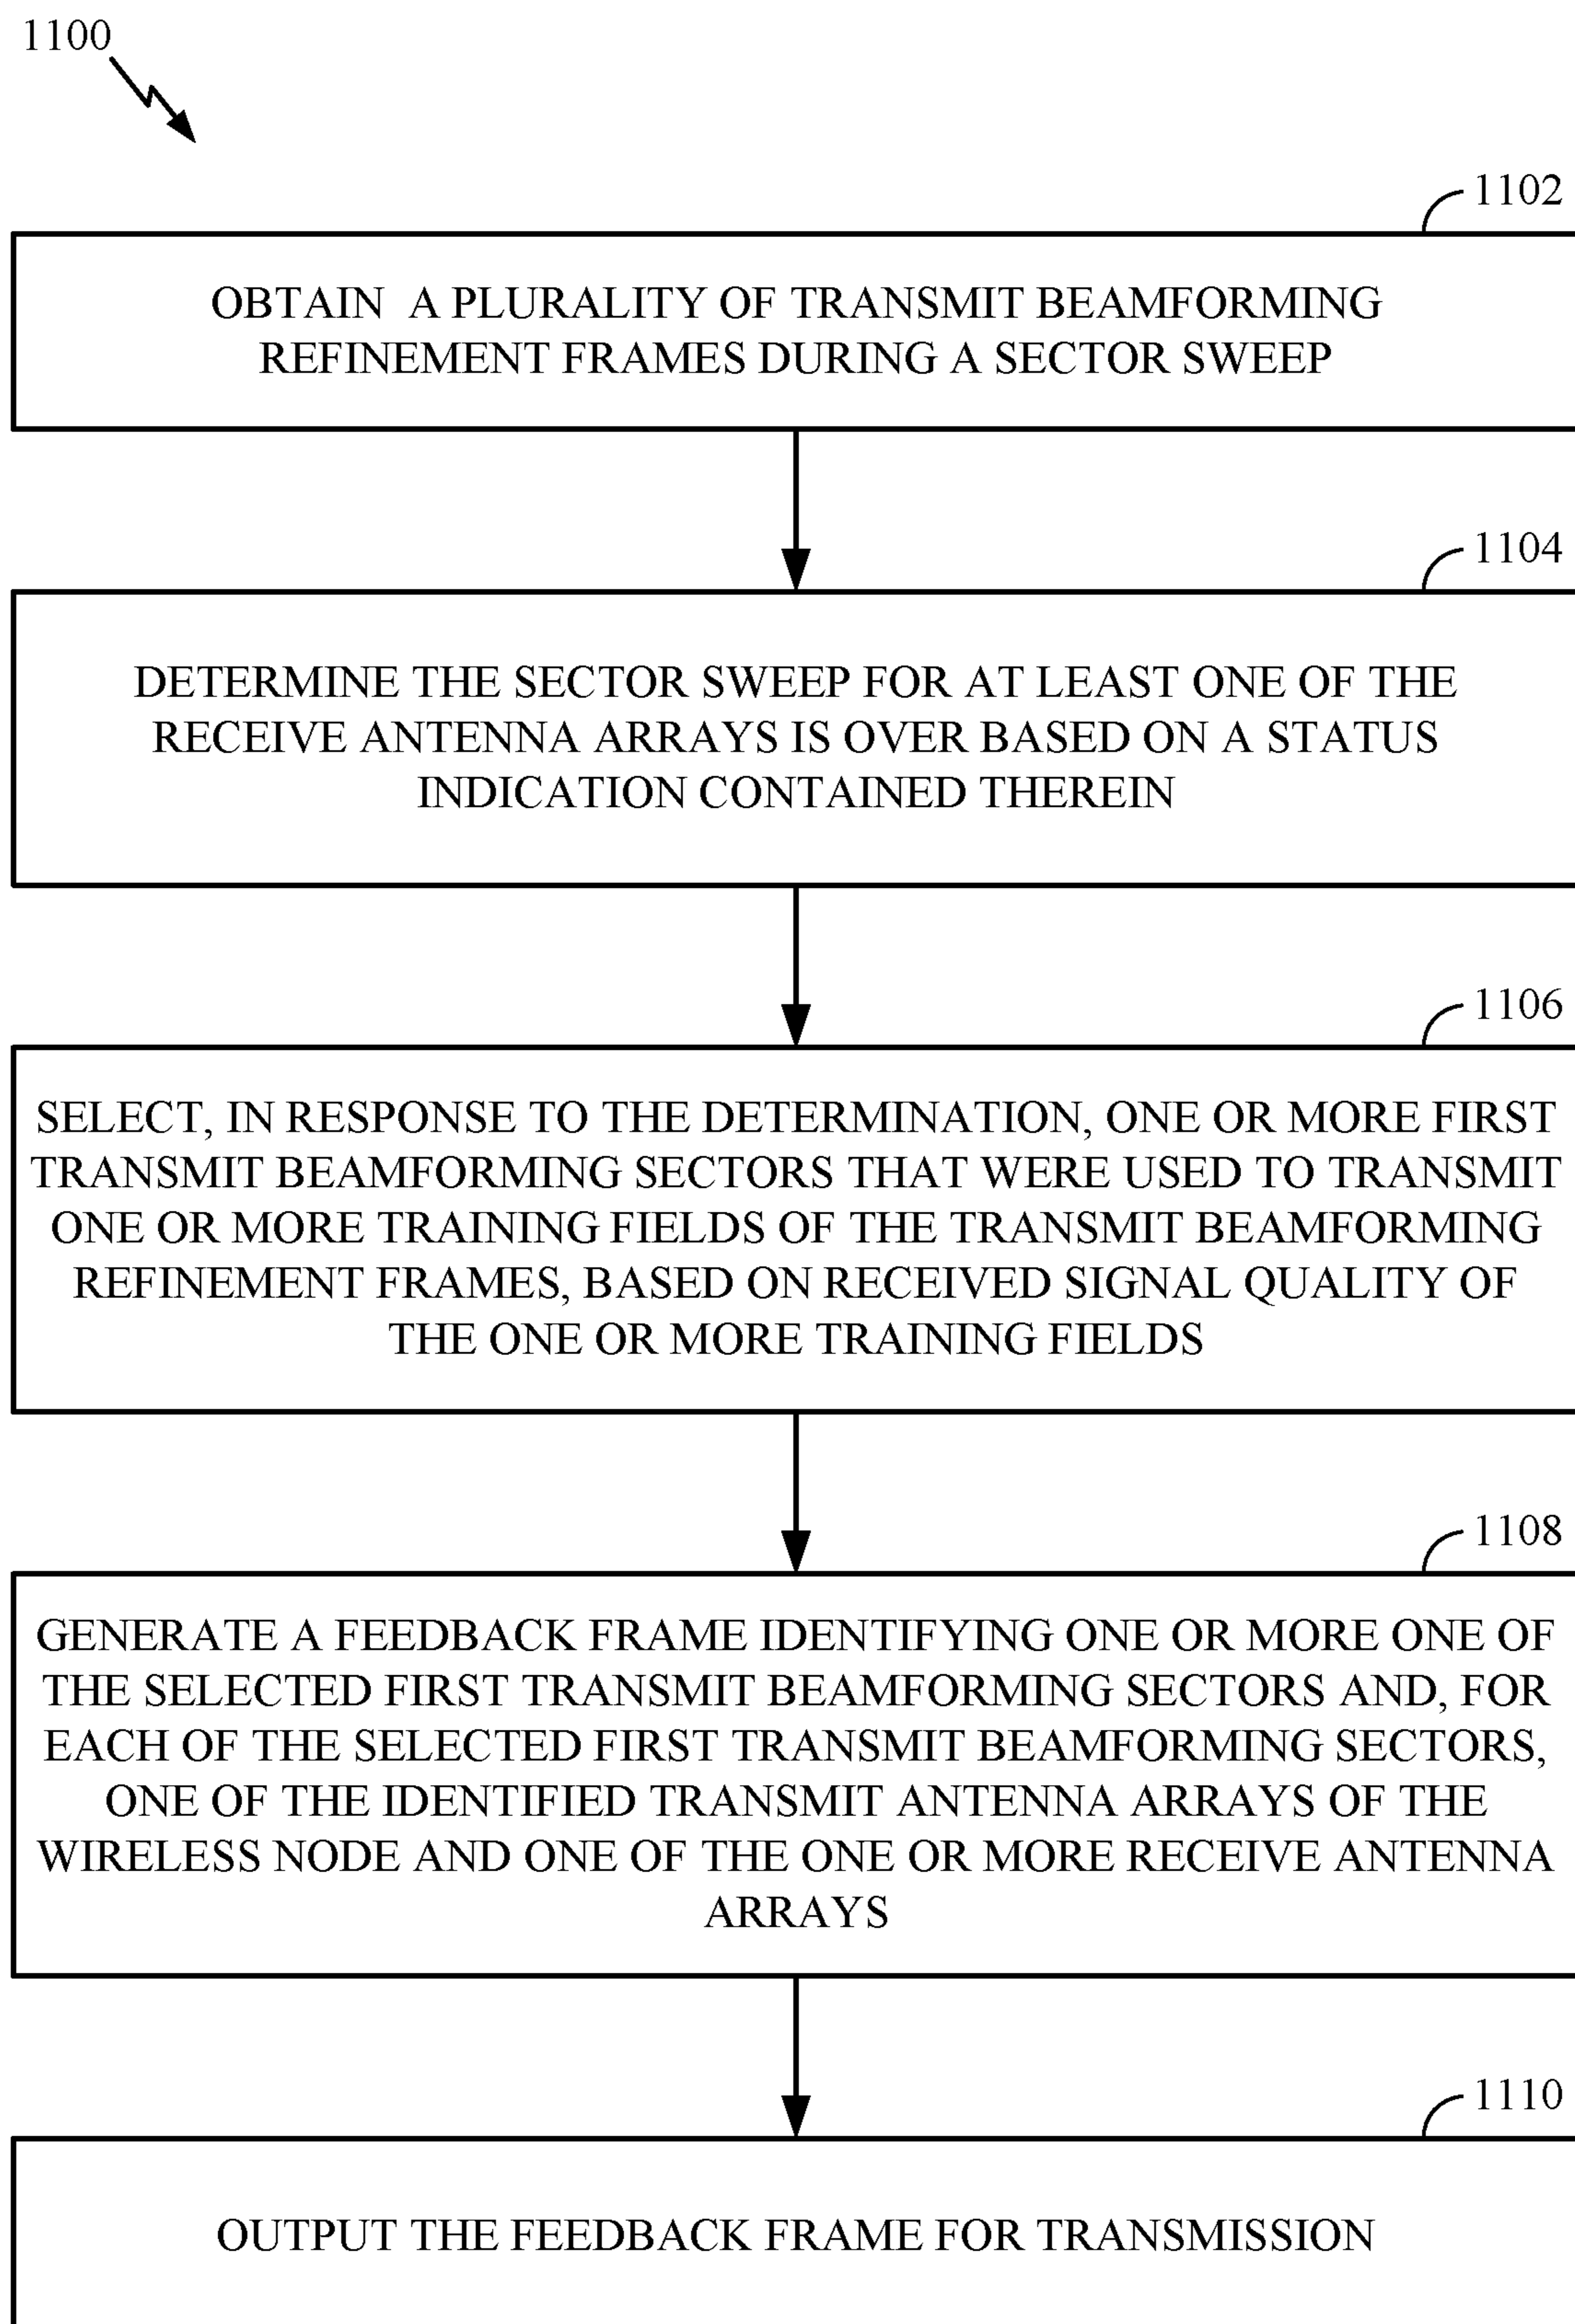 1100
1102
OBTAIN A PLURALITY OF TRANSMIT BEAMFORMING
REFINEMENT FRAMES DURING A SECTOR SWEEP
1104
DETERMINE THE SECTOR SWEEP FOR AT LEAST ONE OF THE
RECEIVE ANTENNA ARRAYS IS OVER BASED ON A STATUS
INDICATION CONTAINED THEREIN
1106
SELECT, IN RESPONSE TO THE DETERMINATION, ONE OR MORE FIRST
TRANSMIT BEAMFORMING SECTORS THAT WERE USED TO TRANSMIT
ONE OR MORE TRAINING FIELDS OF THE TRANSMIT BEAMFORMING
REFINEMENT FRAMES, BASED ON RECEIVED SIGNAL QUALITY OF
THE ONE OR MORE TRAINING FIELDS
1108
GENERATE A FEEDBACK FRAME IDENTIFYING ONE OR MORE ONE OF
THE SELECTED FIRST TRANSMIT BEAMFORMING SECTORS AND, FOR
EACH OF THE SELECTED FIRST TRANSMIT BEAMFORMING SECTORS,
ONE OF THE IDENTIFIED TRANSMIT ANTENNA ARRAYS OF THE
WIRELESS NODE AND ONE OF THE ONE OR MORE RECEIVE ANTENNA
ARRAYS
1110
OUTPUT THE FEEDBACK FRAME FOR TRANSMISSION